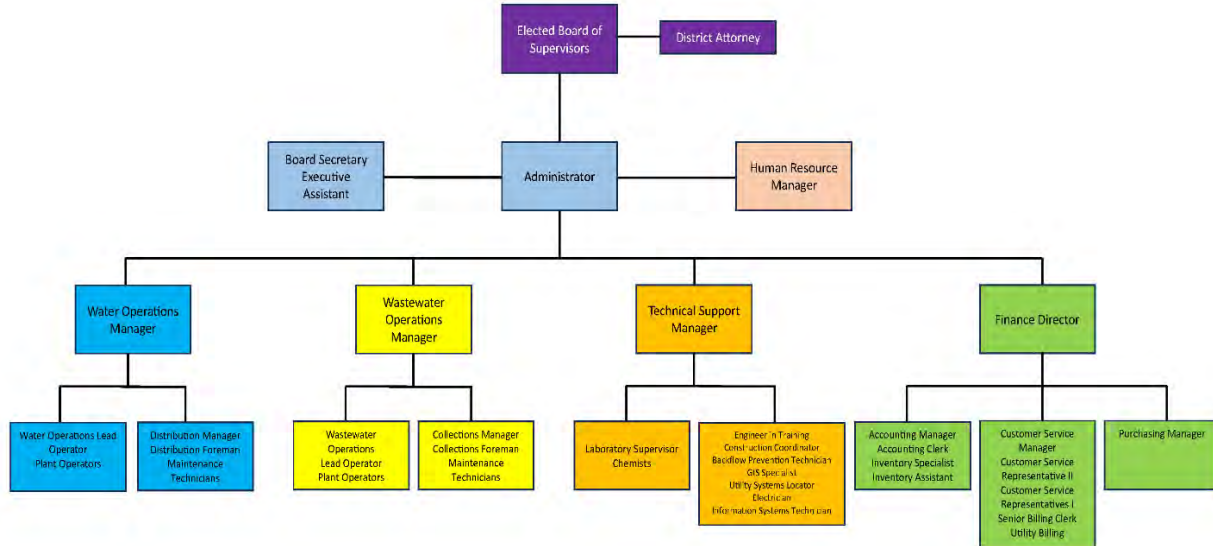 Elected Board of
Supervisors
District Attorney
Board Secretary
Executive
Assistant
Administrator
Human Resource
Manager
Water Operations
Manager
Wastewater
Operations
Manager
Technical Support
Manager
Finance Director
Water Operations Lead
Operator
Plant Operators
Distribution Manager
Distribution Foreman
Maintenance
Technicians
Wastewater
Operations
Lead Operator
Plant Operators
Collections Manager
Collections Foreman
Maintenance
Technicians
Laboratory Supervisor
Chemists
Engineer in Training
Construction Coordinator
Backflow Prevention Technician
GIS Specialist
Utility Systems Locator
Electrician
Information Systems Technician
Accounting Manager
Accounting Clerk
Inventory Specialist
Inventory Assistant
Customer Service
Manager
Customer Service
Representative II
Customer Service
Representatives I
Senior Billing Clerk
Utility Billing
Purchasing Manager